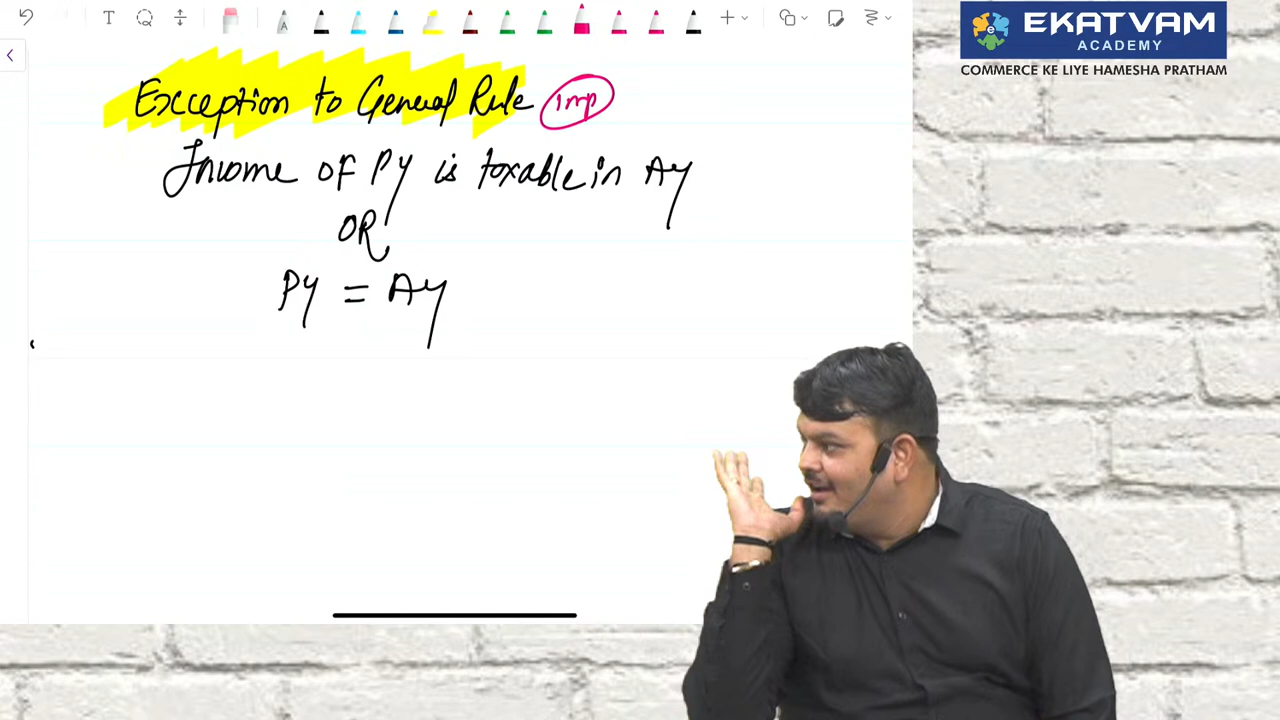 EKATVAM
ACADEMY
COMMERCE KE LIYE HAMESHA PRATHAM
Exception to General Rule imp
Income of PY is taxable in AY
OR
PY = AY